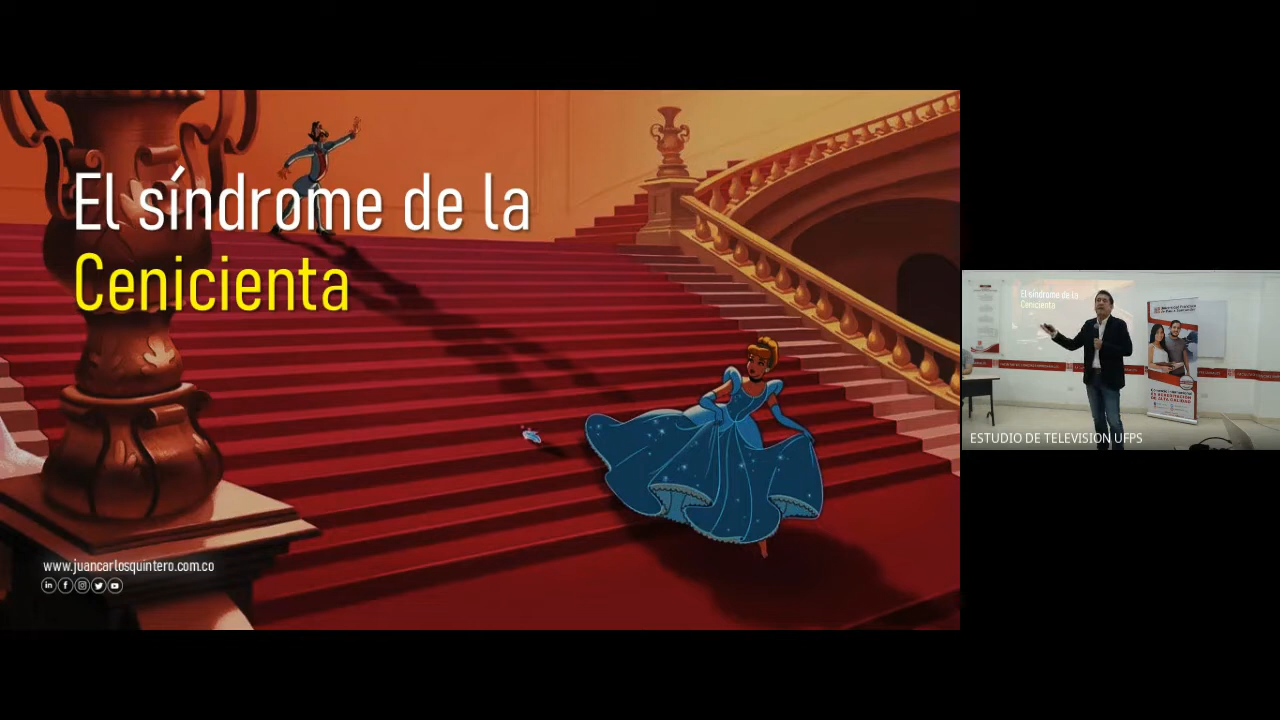 El síndrome de la
Cenicienta
www.juancarlosquintero.com.co
El síndrome de la
Cenicienta
ESTUDIO DE TELEVISION UFPS